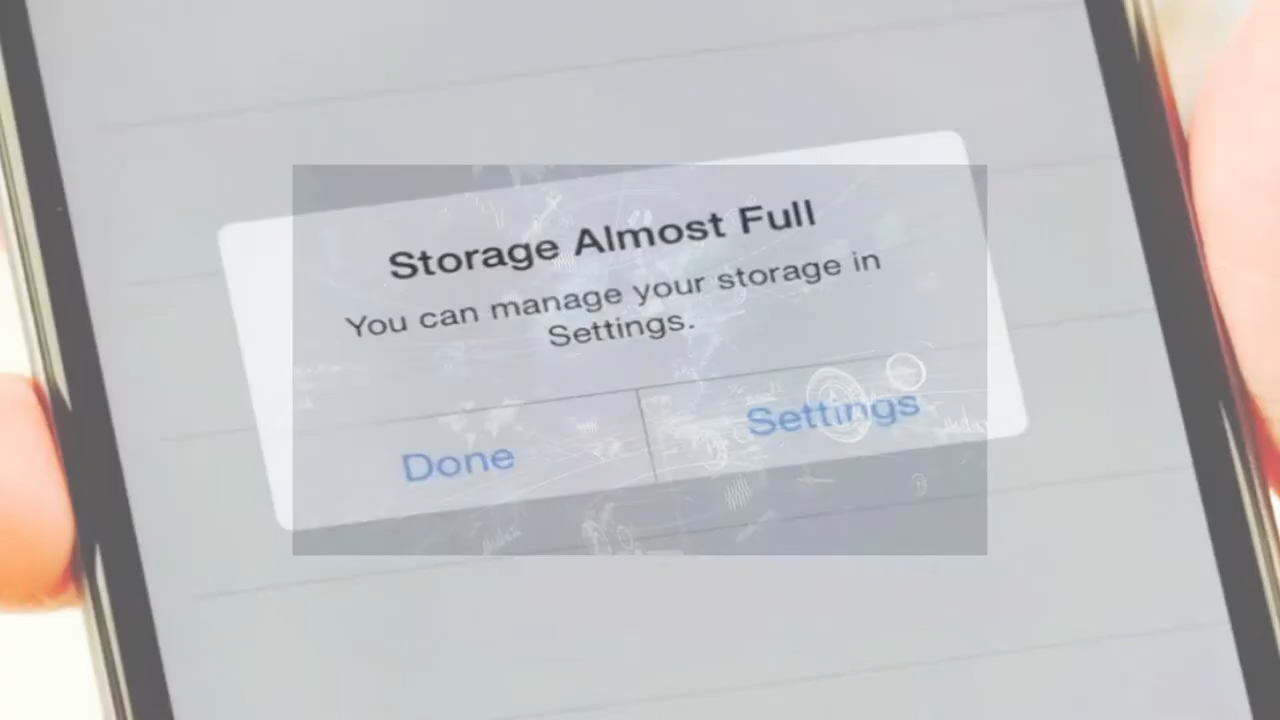 Storage Almost Full
You can manage your storage in
Settings.
Done
Settings